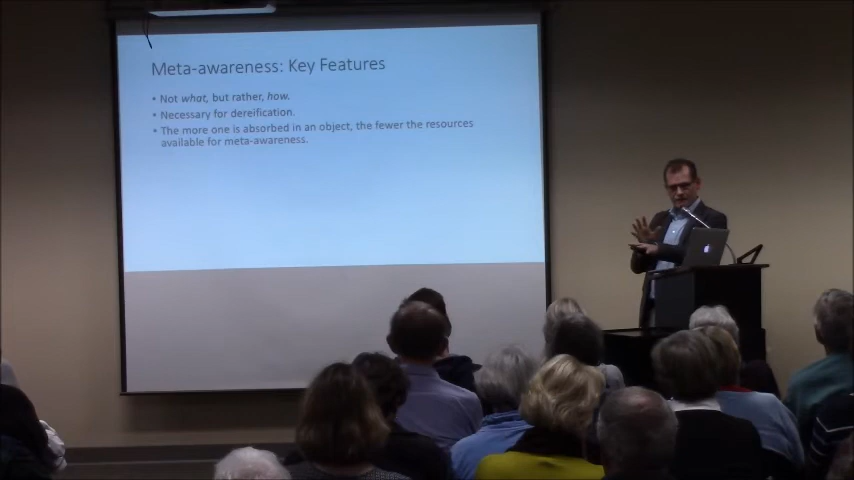 Meta-awareness: Key Features
• Not what, but rather, how.
• Necessary for dereification.
• The more one is absorbed in an object, the fewer the resources
available for meta-awareness.